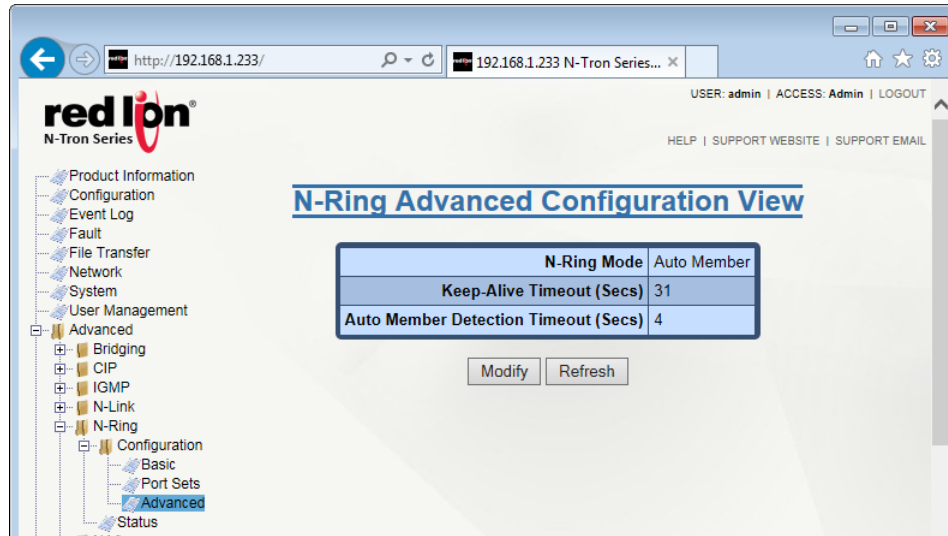 http://192.168.1.233/
192.168.1.233 N-Tron Series...
USER: admin | ACCESS: Admin | LOGOUT
red lion®
N-Tron Series
HELP | SUPPORT WEBSITE | SUPPORT EMAIL
Product Information
Configuration
Event Log
Fault
File Transfer
Network
System
User Management
Advanced
Bridging
CIP
IGMP
N-Link
N-Ring
Configuration
Basic
Port Sets
Advanced
Status
N-Ring Advanced Configuration View
N-Ring Mode Auto Member
Keep-Alive Timeout (Secs) 31
Auto Member Detection Timeout (Secs) 4
Modify Refresh